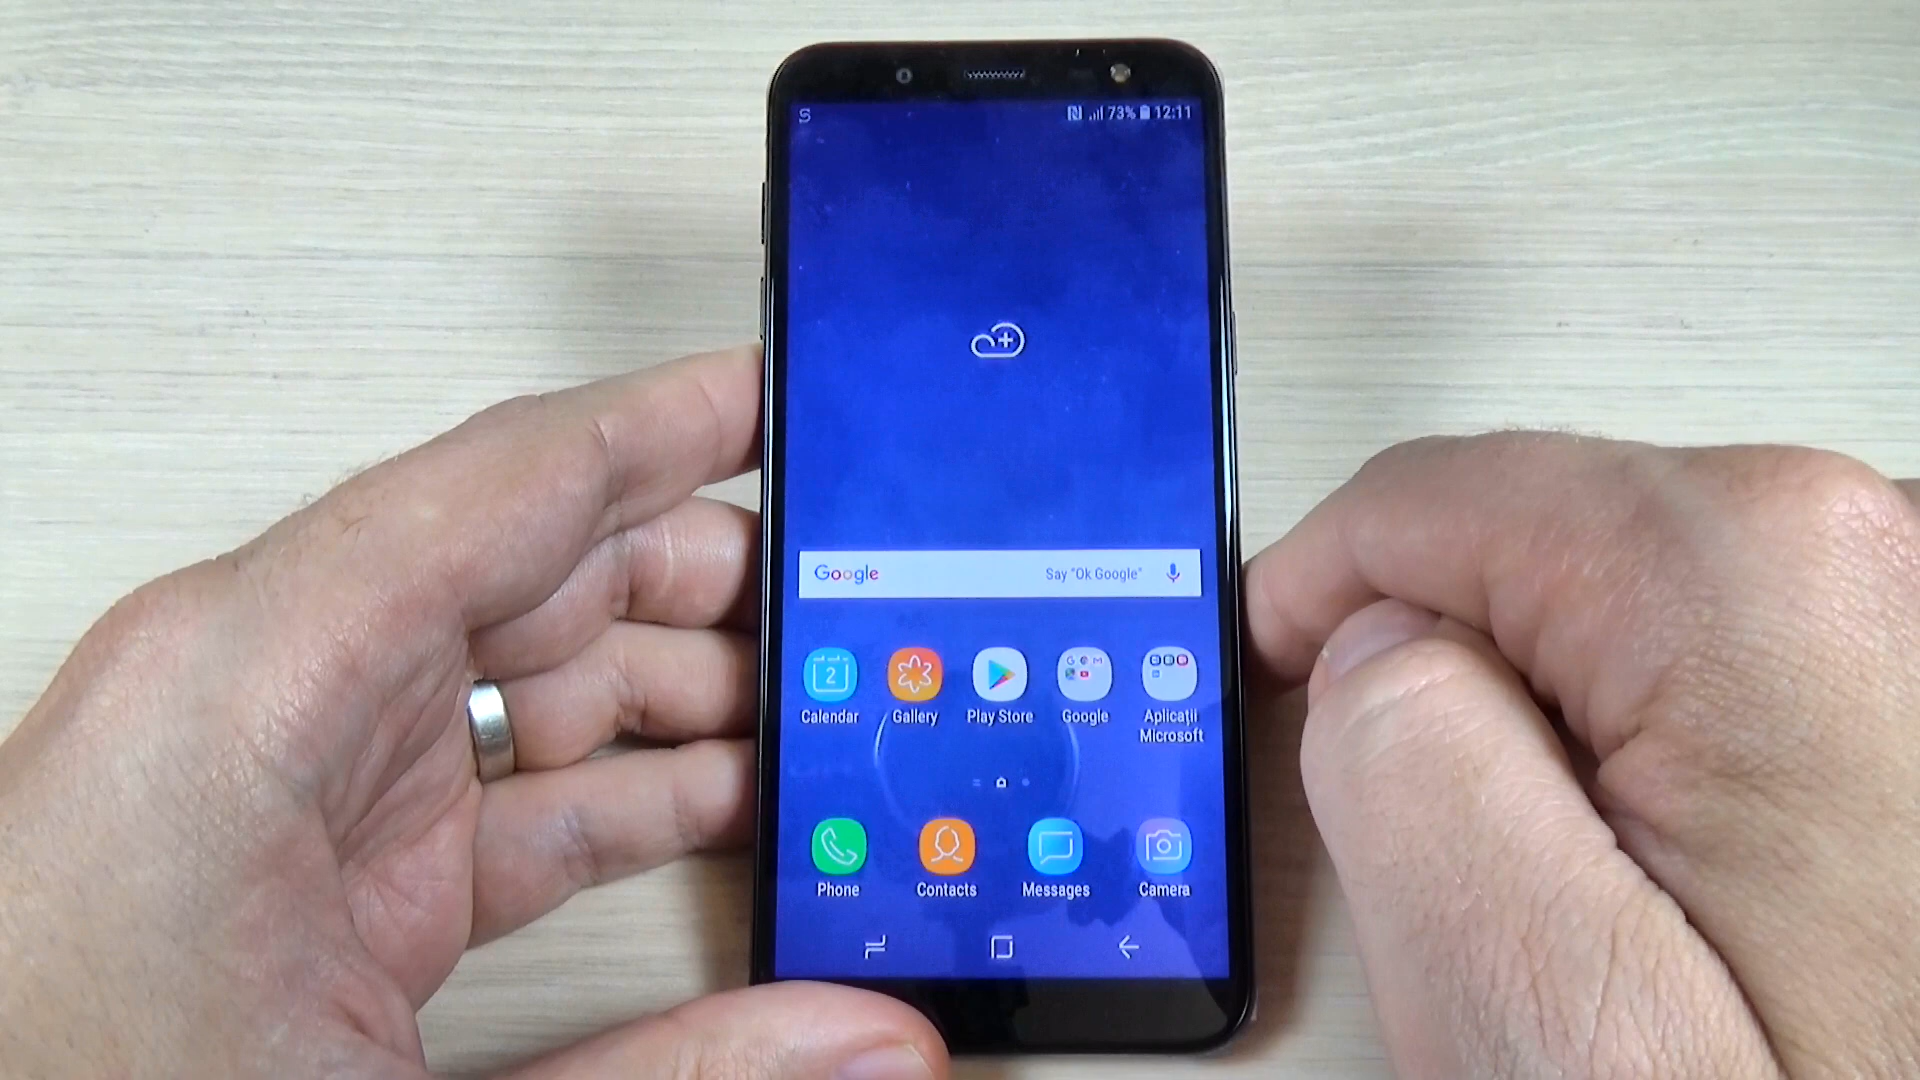 73% 12:11
Google Say "Ok Google"
2
Calendar Gallery Play Store Google Aplicații
Microsoft
Phone Contacts Messages Camera